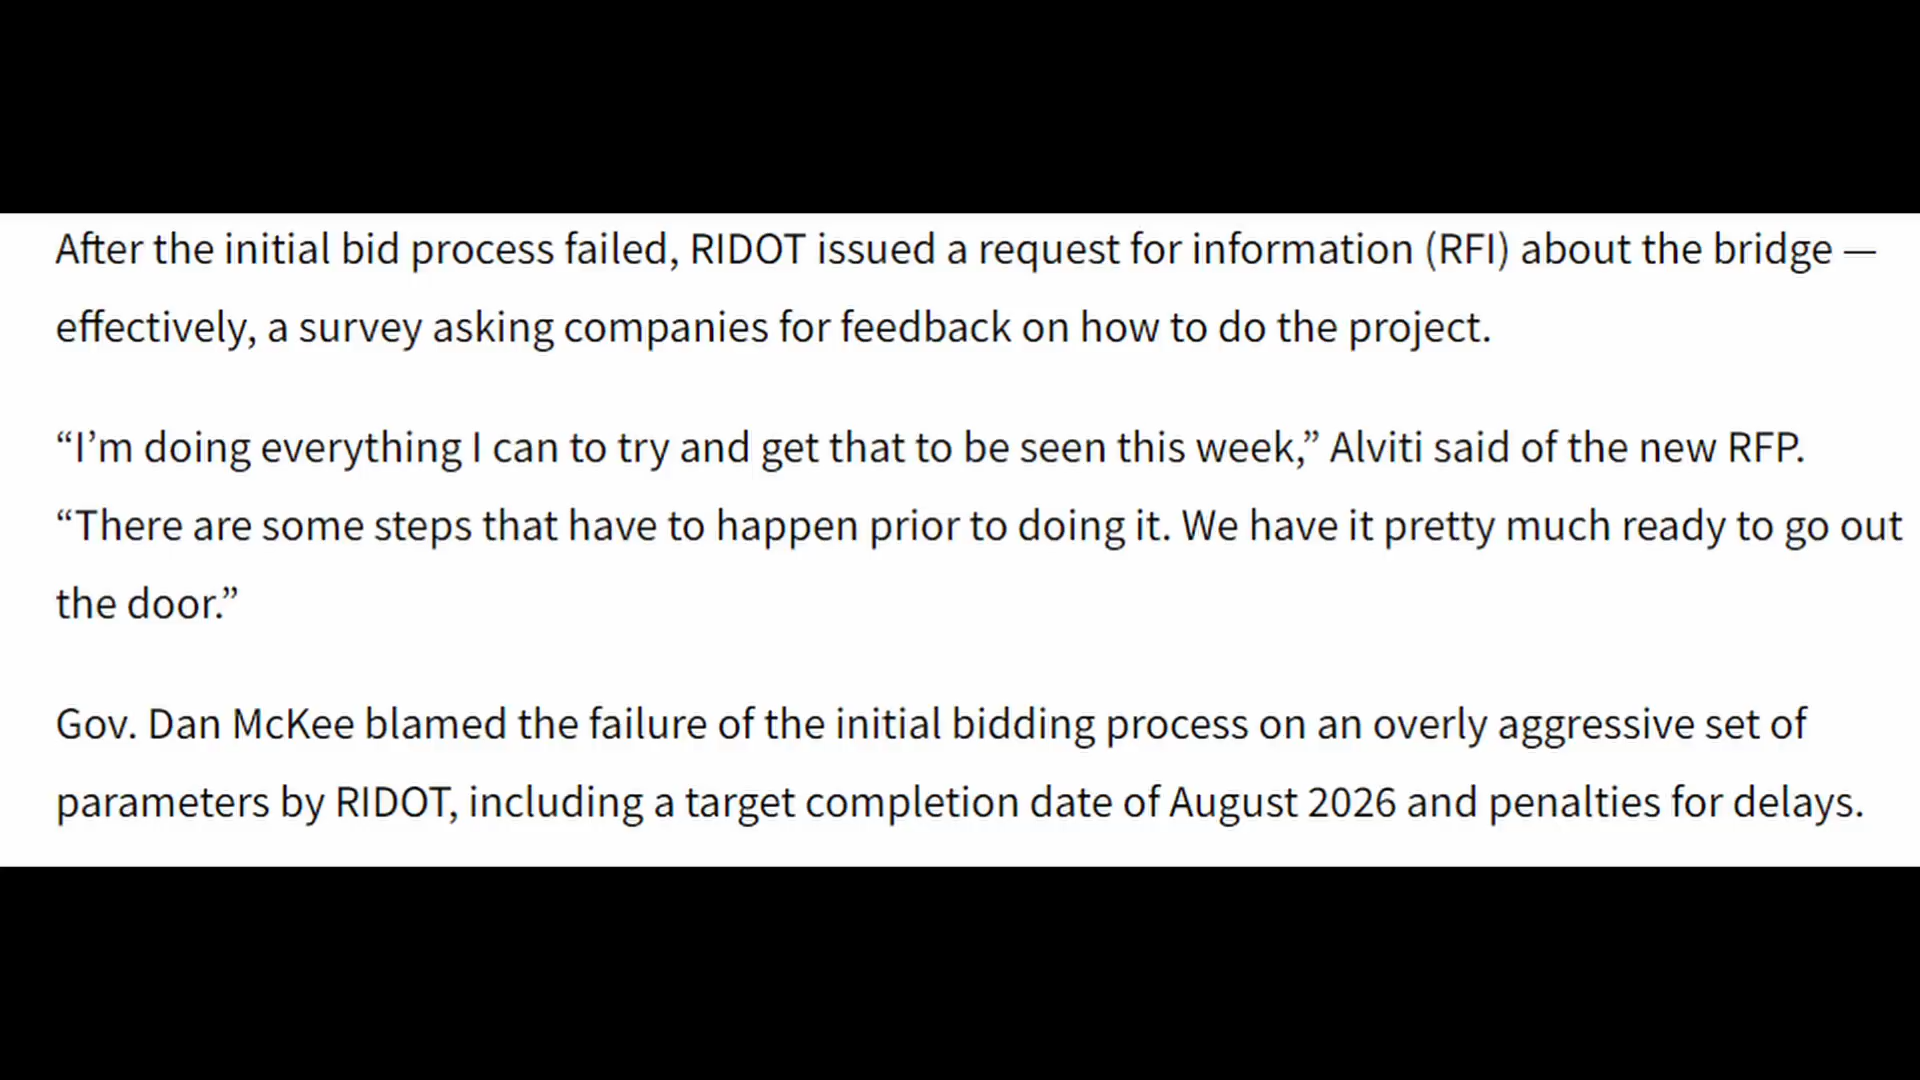 After the initial bid process failed, RIDOT issued a request for information (RFI) about the bridge —
effectively, a survey asking companies for feedback on how to do the project.
“I’m doing everything I can to try and get that to be seen this week,” Alviti said of the new RFP.
“There are some steps that have to happen prior to doing it. We have it pretty much ready to go out
the door.”
Gov. Dan McKee blamed the failure of the initial bidding process on an overly aggressive set of
parameters by RIDOT, including a target completion date of August 2026 and penalties for delays.